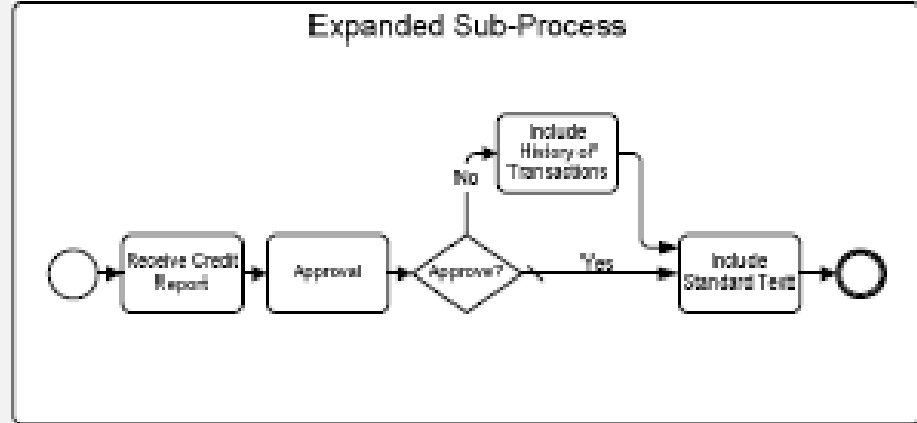 Expanded Sub-Process
Include
History of
Transactions
No
Receive Credit
Report
Approval
Approve?
Yes
Include
Standard Text